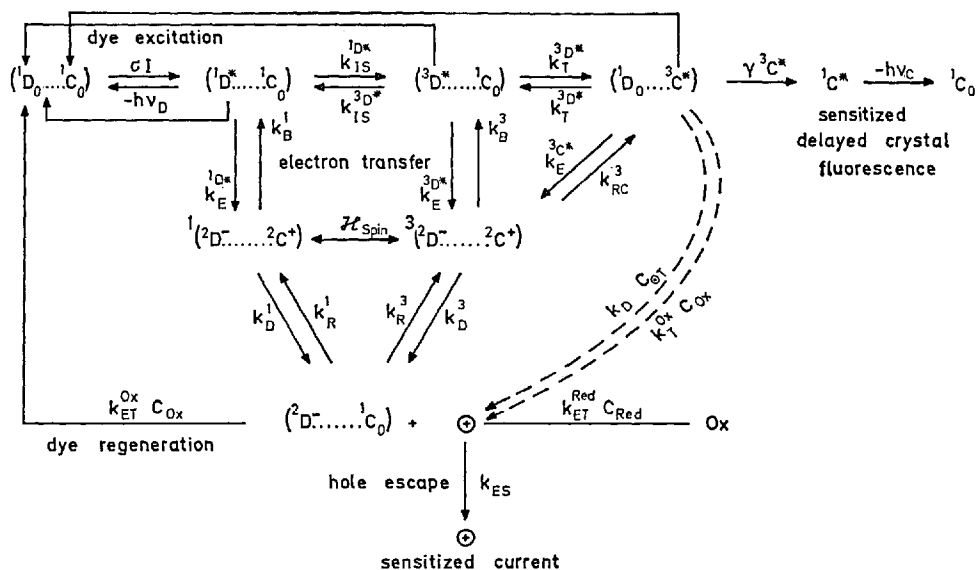 dye excitation
(¹D₀....¹C₀) σI -hν_D (¹D*......¹C₀) k_IS^1D* k_IS^3D* (³D*......¹C₀) k_T^3D* k_T^3D* (¹D₀....³C*) γ ³C* ¹C* -hν_C ¹C₀
sensitized
delayed crystal
fluorescence
k_B^1 k_B^3
electron transfer
k_E^1D* k_E^3D* k_E^3C* k_RC^3
¹(²D⁻.......²C⁺) ℋ_Spin ³(²D⁻.......²C⁺)
k_D^1 k_R^1 k_R^3 k_D^3
k_D C_⊙T
k_T^Ox C_Ox
k_ET^Ox C_Ox (²D⁻.......¹C₀) + ⊕ k_ET^Red C_Red Ox
dye regeneration
hole escape k_ES
⊕
sensitized current